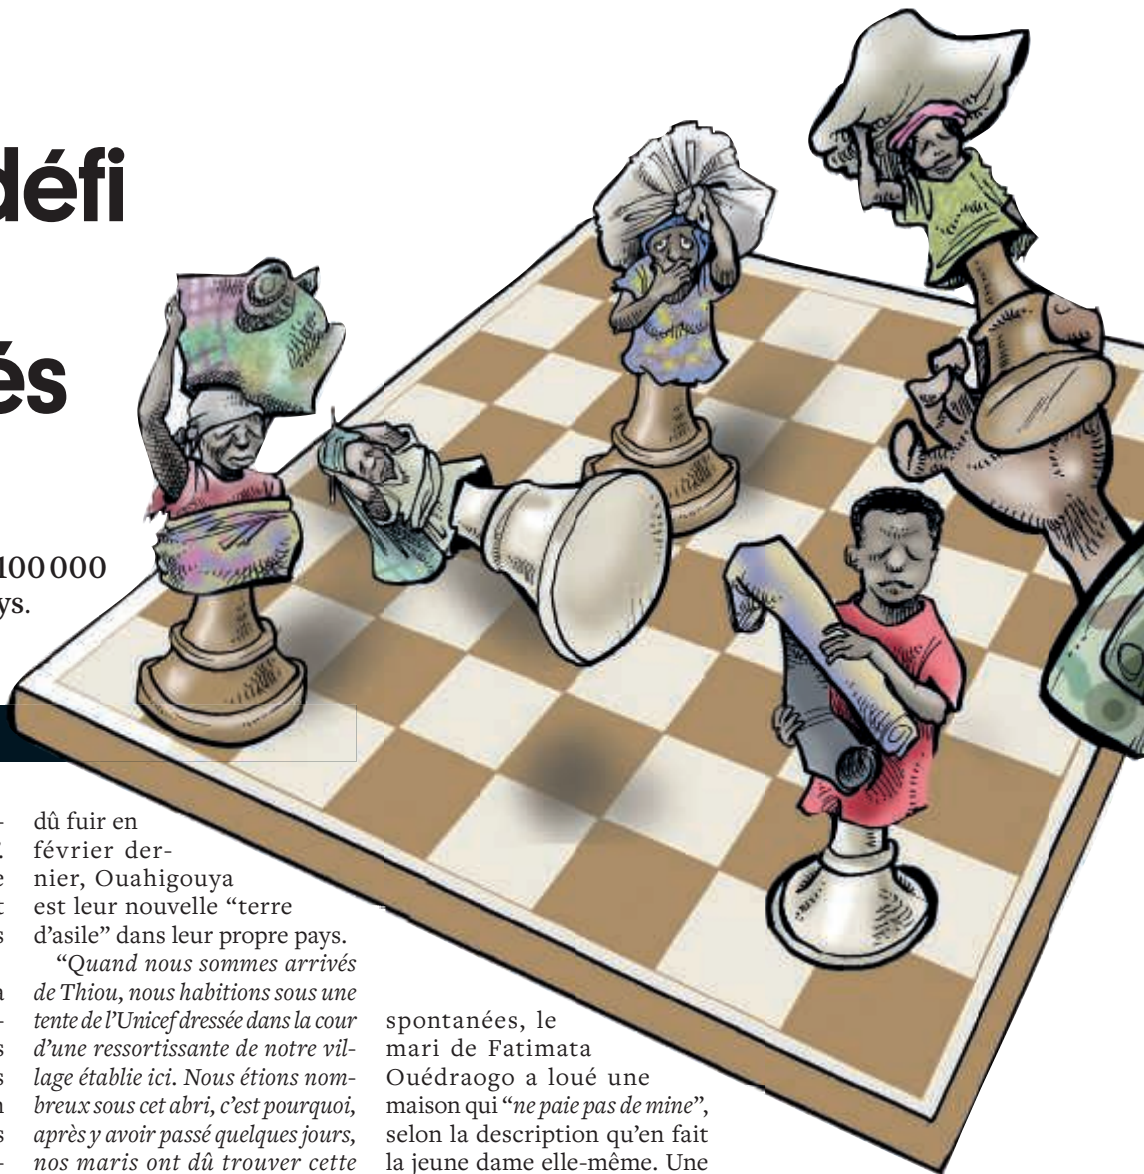 défi
és
100 000
ys.
dû fuir en
février der-
nier, Ouahigouya
est leur nouvelle “terre
d’asile” dans leur propre pays.
“Quand nous sommes arrivés
de Thiou, nous habitions sous une
tente de l’Unicef dressée dans la cour
d’une ressortissante de notre vil-
lage établie ici. Nous étions nom-
breux sous cet abri, c’est pourquoi,
après y avoir passé quelques jours,
nos maris ont dû trouver cette
spontanées, le
mari de Fatimata
Ouédraogo a loué une
maison qui “ne paie pas de mine”,
selon la description qu’en fait
la jeune dame elle-même. Une